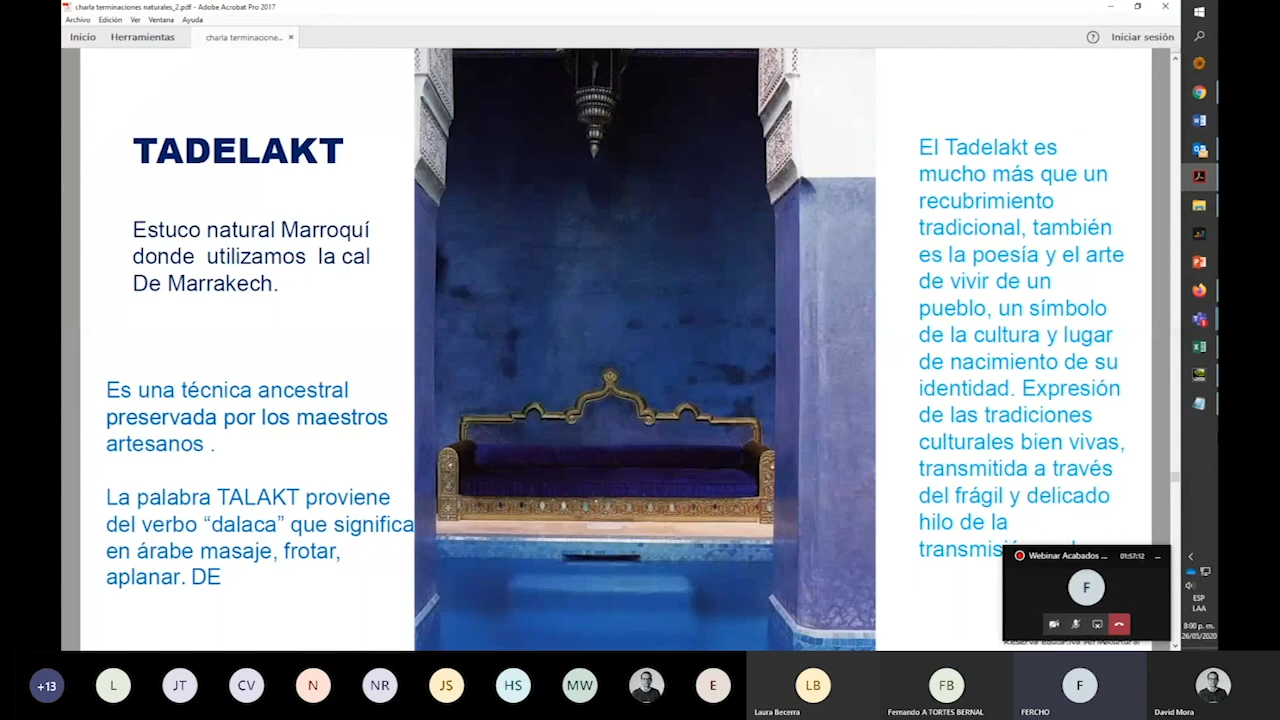 charla terminaciones naturales_2.pdf - Adobe Acrobat Pro 2017
Archivo Edición Ver Ventana Ayuda
Inicio Herramientas charla terminacione... × Iniciar sesión
TADELAKT
Estuco natural Marroquí
donde utilizamos la cal
De Marrakech.
Es una técnica ancestral
preservada por los maestros
artesanos .
La palabra TALAKT proviene
del verbo “dalaca” que significa
en árabe masaje, frotar,
aplanar. DE
El Tadelakt es
mucho más que un
recubrimiento
tradicional, también
es la poesía y el arte
de vivir de un
pueblo, un símbolo
de la cultura y lugar
de nacimiento de su
identidad. Expresión
de las tradiciones
culturales bien vivas,
transmitida a través
del frágil y delicado
hilo de la
Webinar Acabados ... 01:57:12
F
ESP
LAA
8:00 p. m.
26/05/2020
+13 L JT CV N NR JS HS MW E LB FB F
Laura Becerra Fernando A TORTES BERNAL FERCHO David Mora